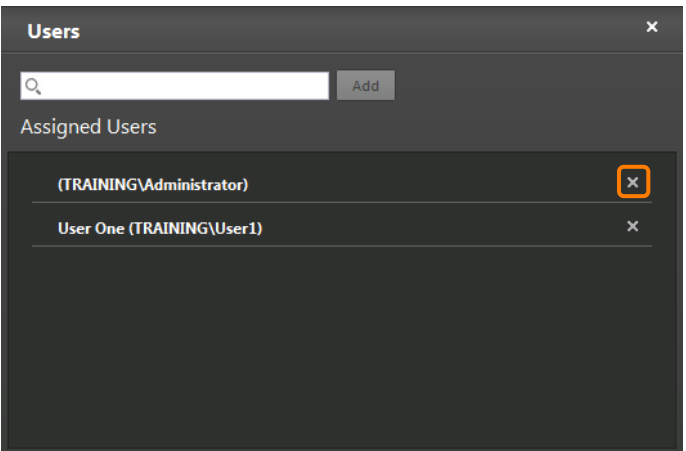 Users
Add
Assigned Users
(TRAINING\Administrator)
User One (TRAINING\User1)